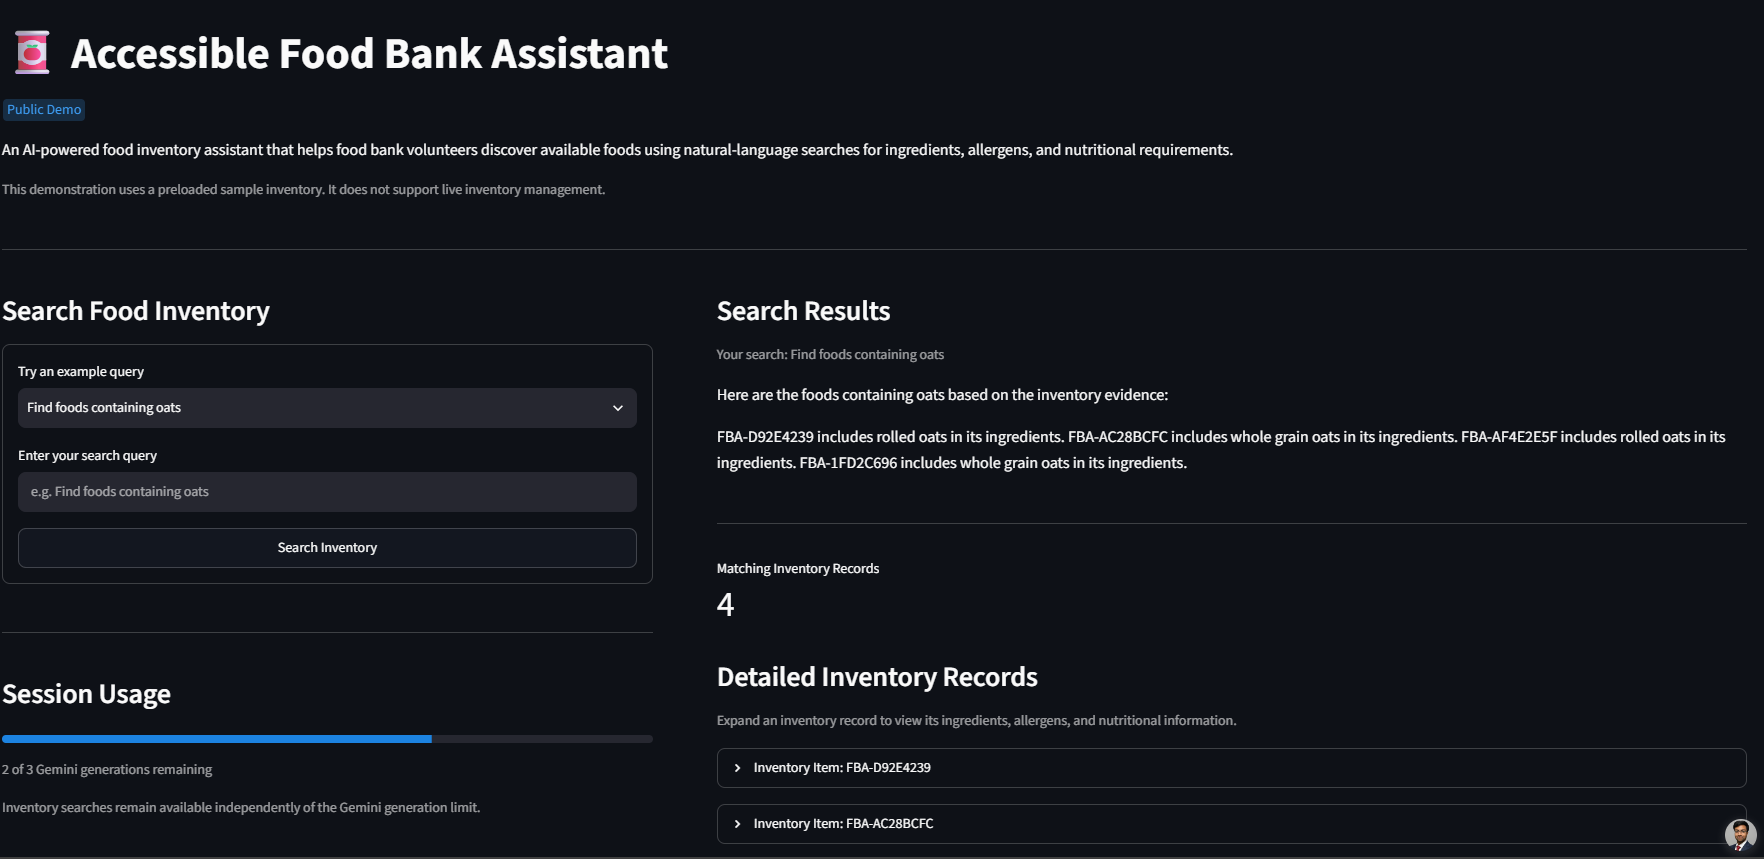 Accessible Food Bank Assistant
Public Demo
An AI-powered food inventory assistant that helps food bank volunteers discover available foods using natural-language searches for ingredients, allergens, and nutritional requirements.
This demonstration uses a preloaded sample inventory. It does not support live inventory management.
Search Food Inventory
Try an example query
Find foods containing oats
Enter your search query
e.g. Find foods containing oats
Search Inventory
Session Usage
2 of 3 Gemini generations remaining
Inventory searches remain available independently of the Gemini generation limit.
Search Results
Your search: Find foods containing oats
Here are the foods containing oats based on the inventory evidence:
FBA-D92E4239 includes rolled oats in its ingredients. FBA-AC28BCFC includes whole grain oats in its ingredients. FBA-AF4E2E5F includes rolled oats in its
ingredients. FBA-1FD2C696 includes whole grain oats in its ingredients.
Matching Inventory Records
4
Detailed Inventory Records
Expand an inventory record to view its ingredients, allergens, and nutritional information.
Inventory Item: FBA-D92E4239
Inventory Item: FBA-AC28BCFC